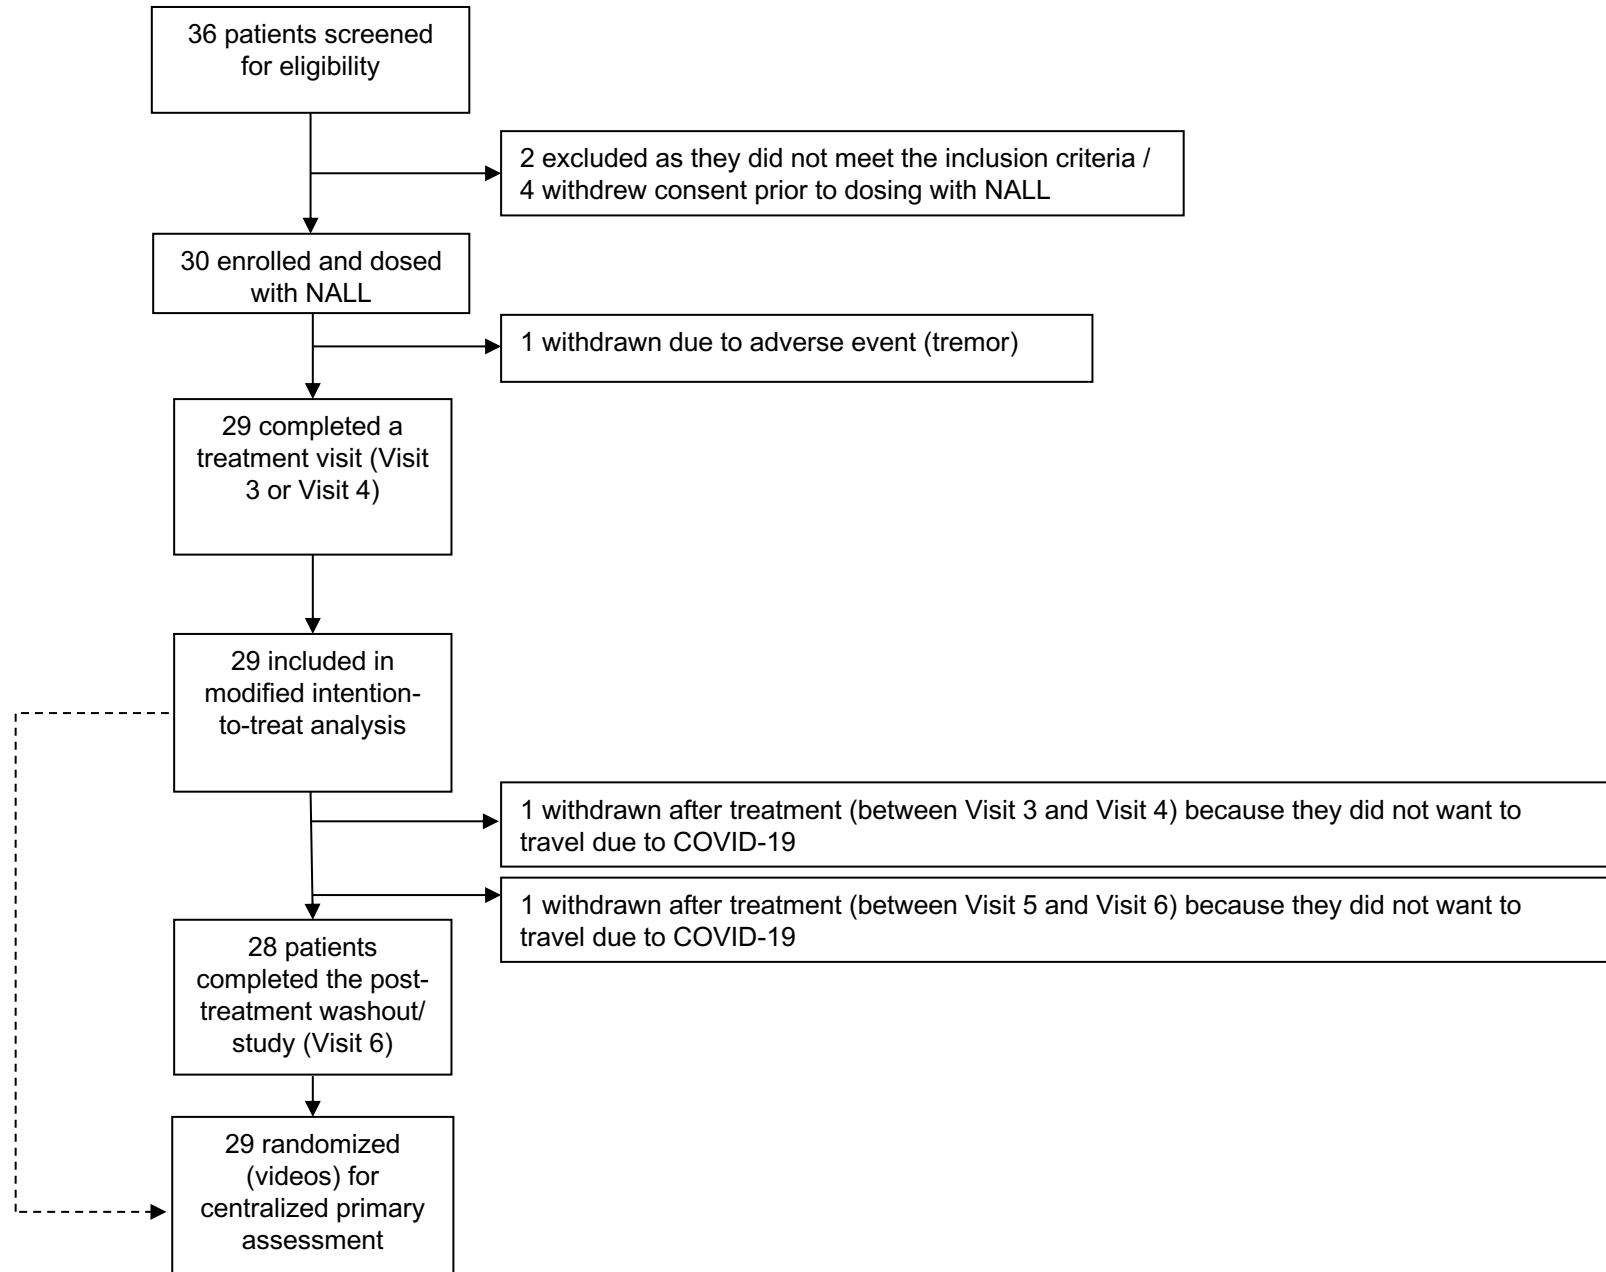 36 patients screened
for eligibility
2 excluded as they did not meet the inclusion criteria /
4 withdrew consent prior to dosing with NALL
30 enrolled and dosed
with NALL
1 withdrawn due to adverse event (tremor)
29 completed a
treatment visit (Visit
3 or Visit 4)
29 included in
modified intention-
to-treat analysis
1 withdrawn after treatment (between Visit 3 and Visit 4) because they did not want to
travel due to COVID-19
1 withdrawn after treatment (between Visit 5 and Visit 6) because they did not want to
travel due to COVID-19
28 patients
completed the post-
treatment washout/
study (Visit 6)
29 randomized
(videos) for
centralized primary
assessment